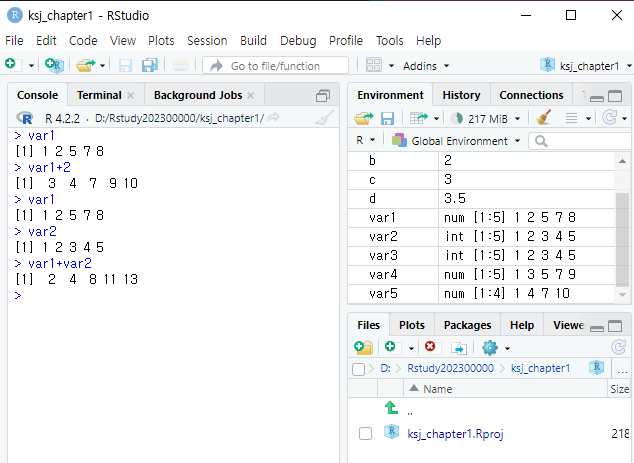 ksj_chapter1 - RStudio
File Edit Code View Plots Session Build Debug Profile Tools Help
Go to file/function Addins ksj_chapter1
Console Terminal Background Jobs
R 4.2.2 · D:/Rstudy202300000/ksj_chapter1/
> var1
[1] 1 2 5 7 8
> var1+2
[1]  3  4  7  9 10
> var1
[1] 1 2 5 7 8
> var2
[1] 1 2 3 4 5
> var1+var2
[1]  2  4  8 11 13
>
Environment History Connections
217 MiB
R Global Environment
b 2
c 3
d 3.5
var1 num [1:5] 1 2 5 7 8
var2 int [1:5] 1 2 3 4 5
var3 int [1:5] 1 2 3 4 5
var4 num [1:5] 1 3 5 7 9
var5 num [1:4] 1 4 7 10
Files Plots Packages Help Viewe
D: Rstudy202300000 ksj_chapter1 ...
Name Size
..
ksj_chapter1.Rproj 218